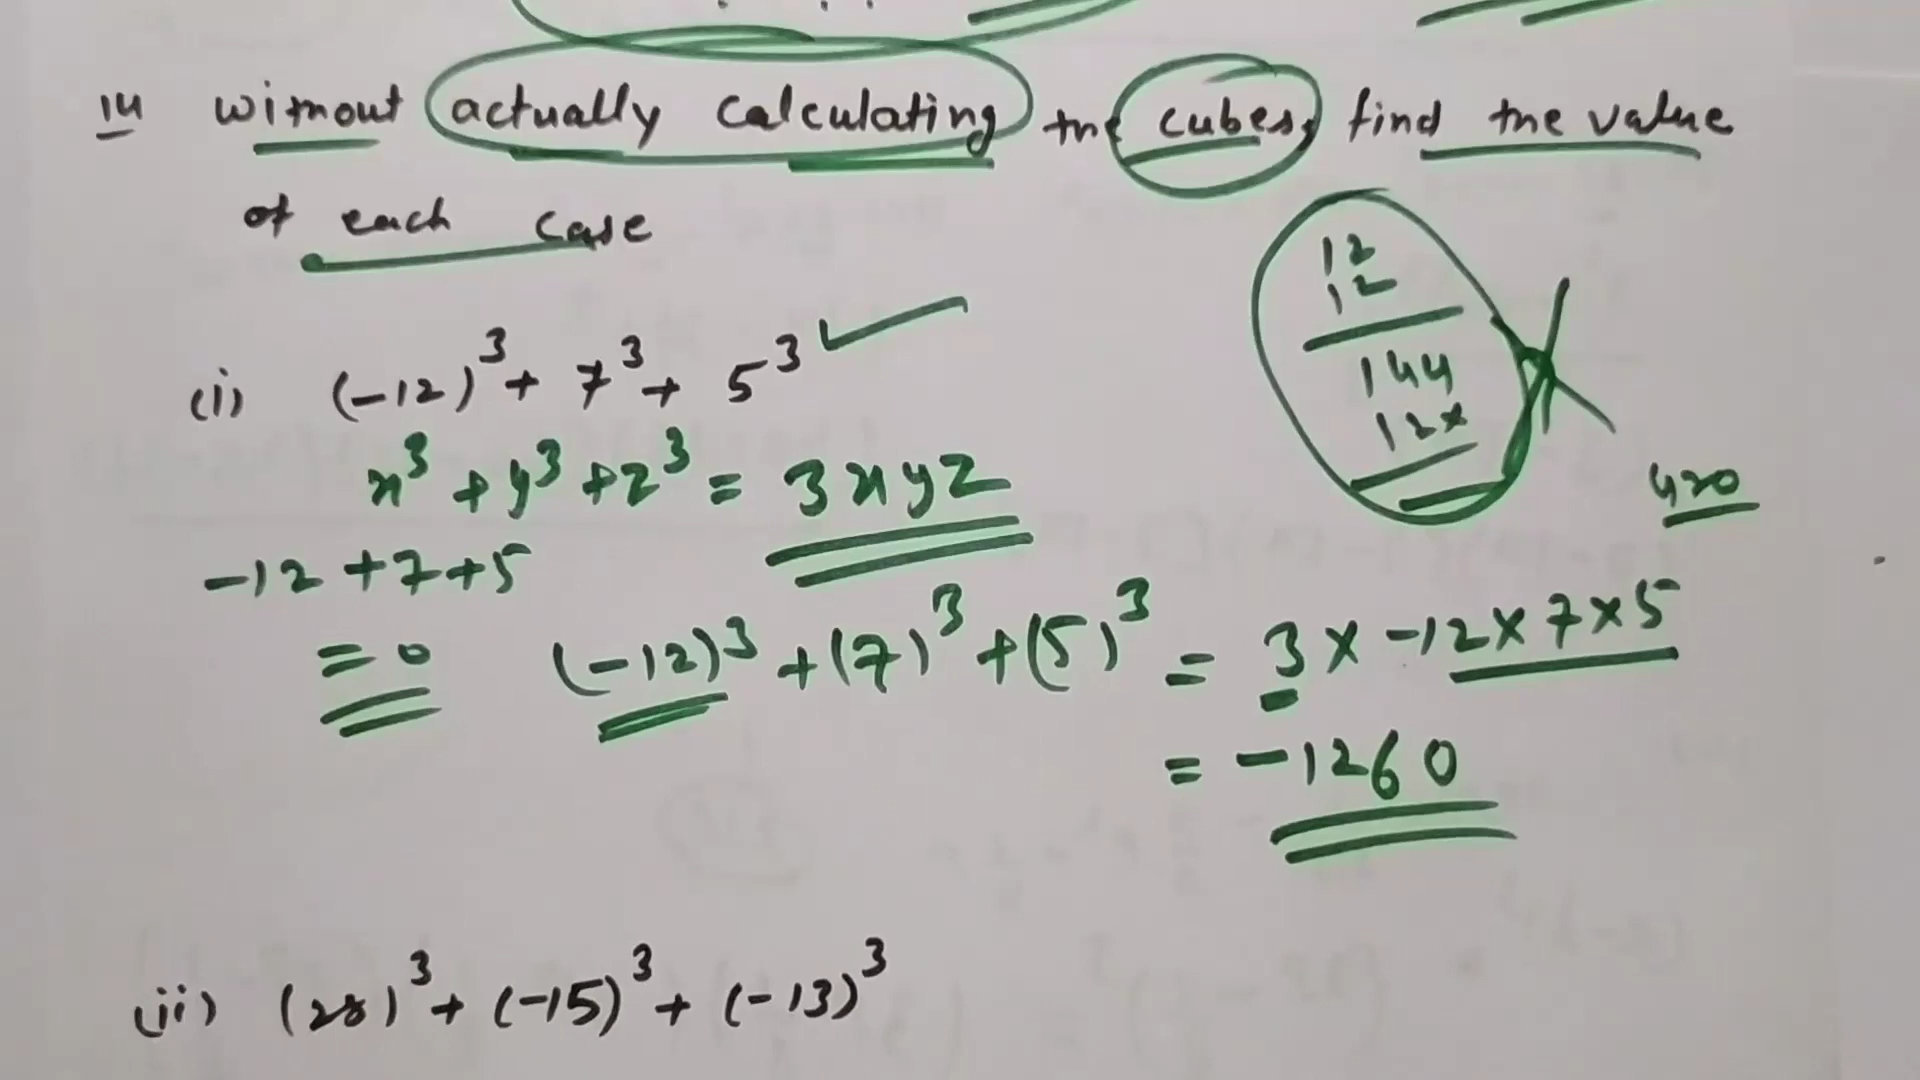 14 without actually calculating the cubes, find the value
of each case
12
12
144
12x
(i) (-12)³ + 7³ + 5³
x³ + y³ + z³ = 3xyz
420
-12 + 7 + 5
= 0 (-12)³ + (7)³ + (5)³ = 3 x -12 x 7 x 5
= -1260
(ii) (28)³ + (-15)³ + (-13)³